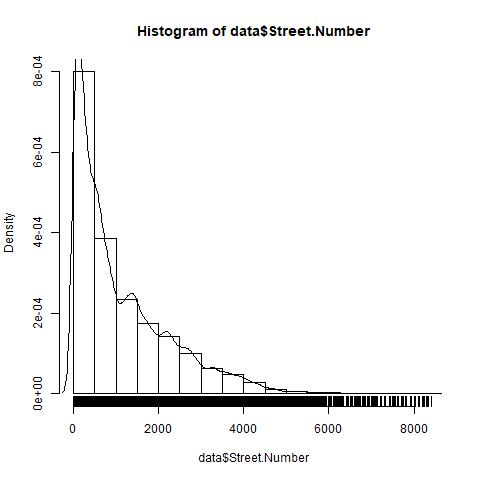 Histogram of data$Street.Number
Density
8e-04
6e-04
4e-04
2e-04
0e+00
0 2000 4000 6000 8000
data$Street.Number